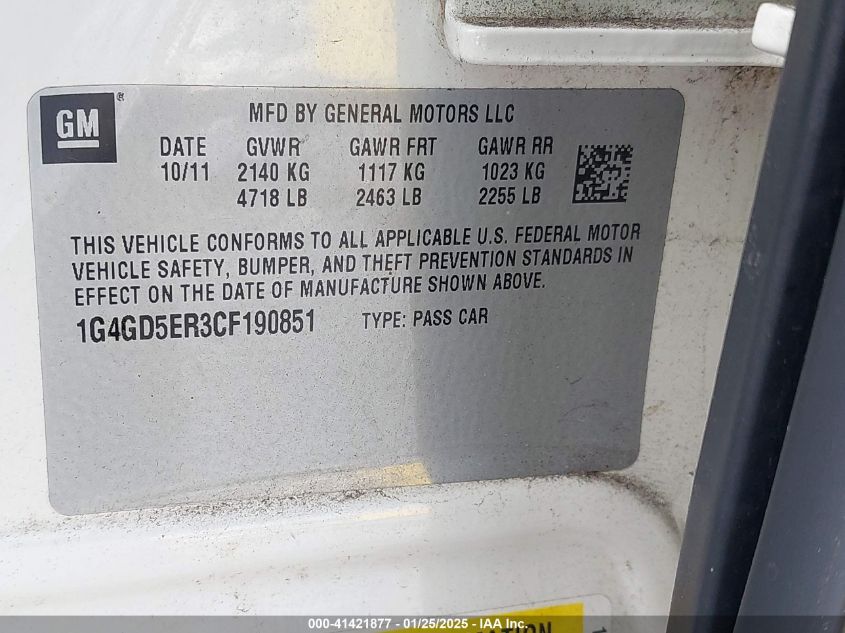 GM ®
MFD BY GENERAL MOTORS LLC
DATE GVWR GAWR FRT GAWR RR
10/11 2140 KG 1117 KG 1023 KG
4718 LB 2463 LB 2255 LB
THIS VEHICLE CONFORMS TO ALL APPLICABLE U.S. FEDERAL MOTOR
VEHICLE SAFETY, BUMPER, AND THEFT PREVENTION STANDARDS IN
EFFECT ON THE DATE OF MANUFACTURE SHOWN ABOVE.
1G4GD5ER3CF190851 TYPE: PASS CAR
000-41421877 - 01/25/2025 - IAA Inc.